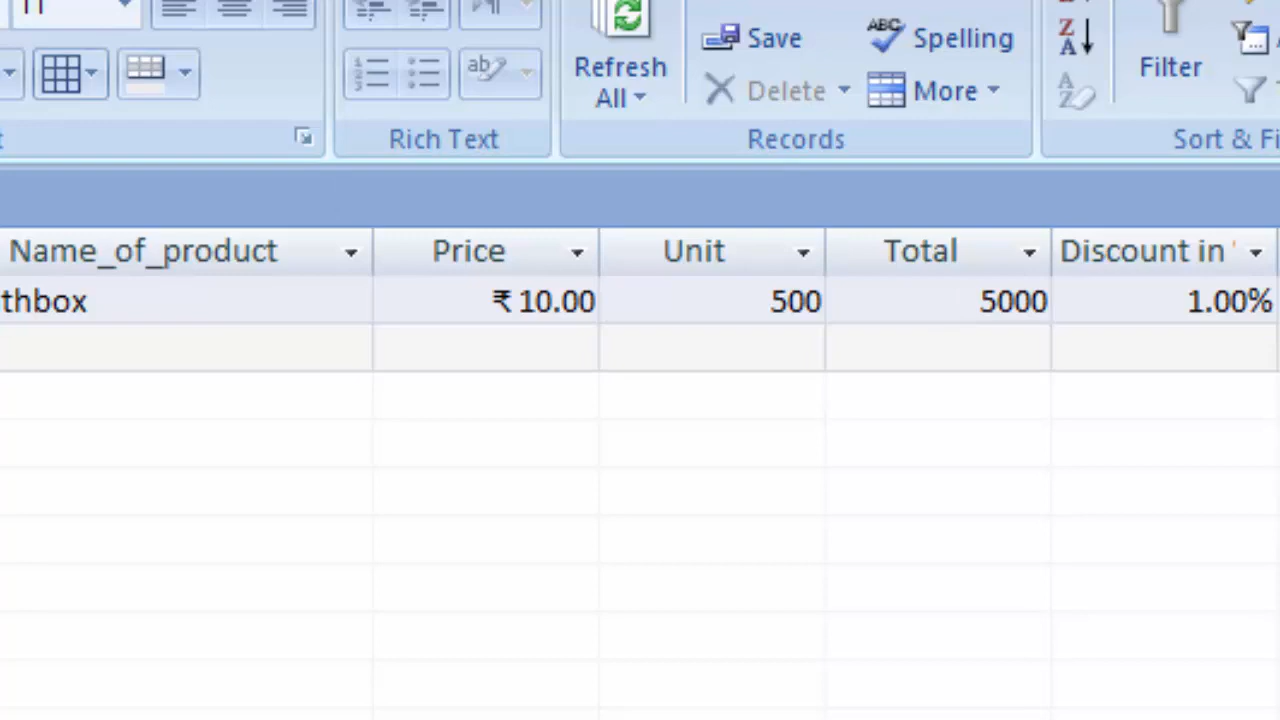 Save
Spelling
Refresh
All
Delete
More
Filter
Rich Text
Records
Sort & Fi
Name_of_product
Price
Unit
Total
Discount in
thbox
₹ 10.00
500
5000
1.00%